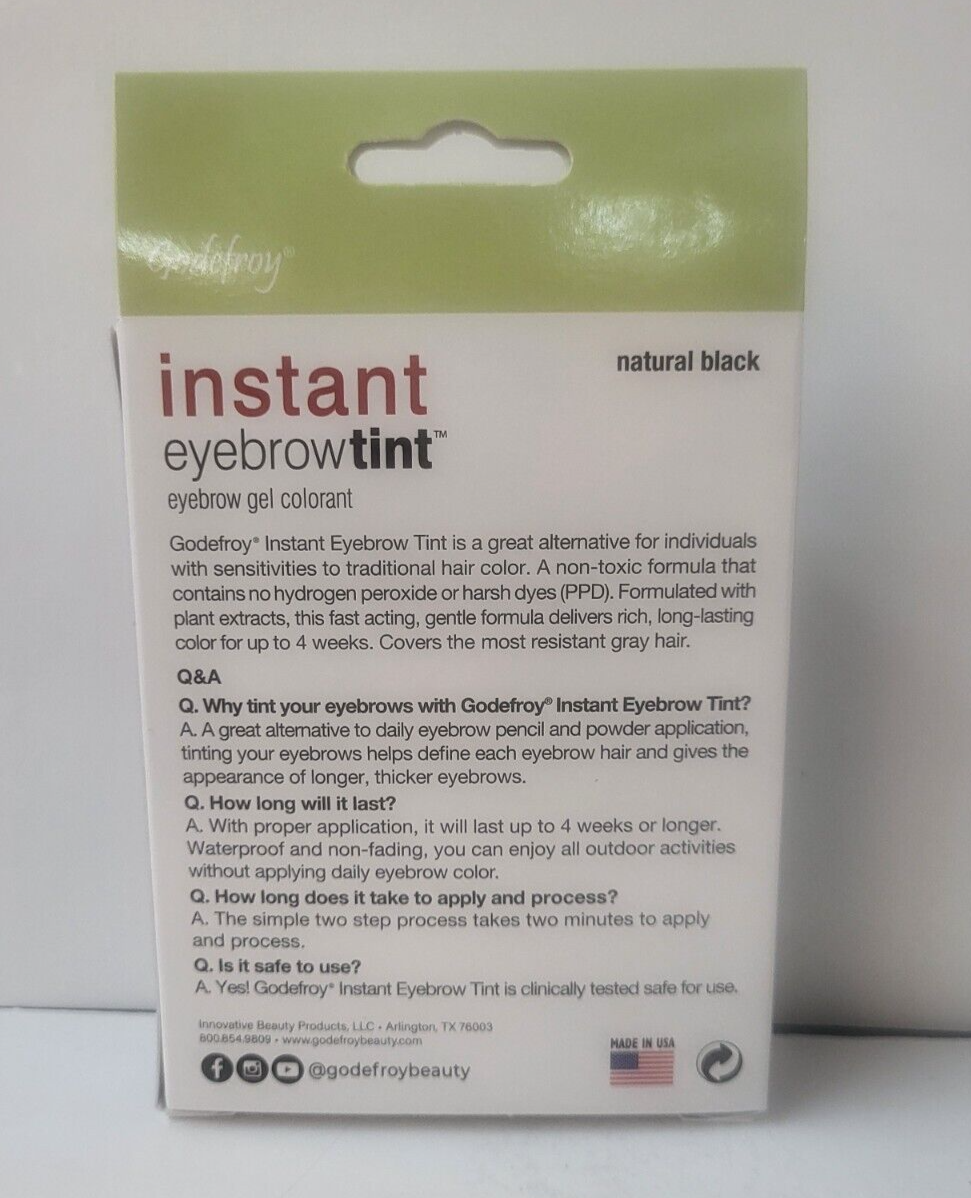 Godefroy®
instant
natural black
eyebrowtint™
eyebrow gel colorant
Godefroy® Instant Eyebrow Tint is a great alternative for individuals
with sensitivities to traditional hair color. A non-toxic formula that
contains no hydrogen peroxide or harsh dyes (PPD). Formulated with
plant extracts, this fast acting, gentle formula delivers rich, long-lasting
color for up to 4 weeks. Covers the most resistant gray hair.
Q&A
Q. Why tint your eyebrows with Godefroy® Instant Eyebrow Tint?
A. A great alternative to daily eyebrow pencil and powder application,
tinting your eyebrows helps define each eyebrow hair and gives the
appearance of longer, thicker eyebrows.
Q. How long will it last?
A. With proper application, it will last up to 4 weeks or longer.
Waterproof and non-fading, you can enjoy all outdoor activities
without applying daily eyebrow color.
Q. How long does it take to apply and process?
A. The simple two step process takes two minutes to apply
and process.
Q. Is it safe to use?
A. Yes! Godefroy® Instant Eyebrow Tint is clinically tested safe for use.
Innovative Beauty Products, LLC • Arlington, TX 76003
800.654.9809 • www.godefroybeauty.com
MADE IN USA
@godefroybeauty